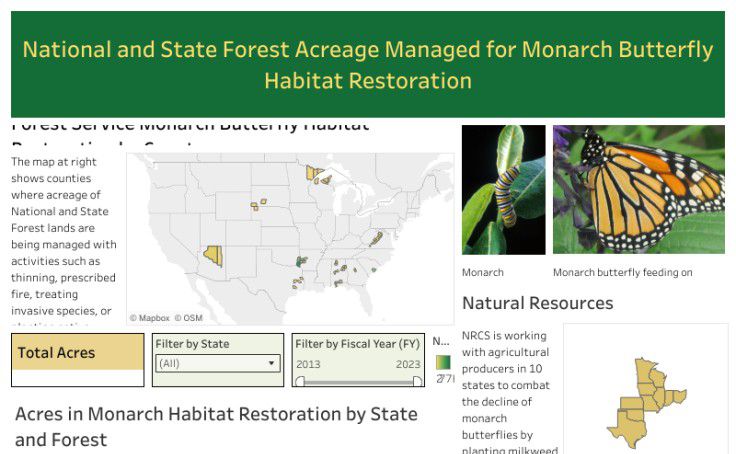 National and State Forest Acreage Managed for Monarch Butterfly
Habitat Restoration
Forest Service Monarch Butterfly Habitat
The map at right
shows counties
where acreage of
National and State
Forest lands are
being managed with
activities such as
thinning, prescribed
fire, treating
invasive species, or
© Mapbox © OSM
Monarch
Monarch butterfly feeding on
Natural Resources
NRCS is working
with agricultural
producers in 10
states to combat
the decline of
monarch
butterflies by
planting milkweed
Total Acres
Filter by State
(All)
Filter by Fiscal Year (FY)
2013 2023
N...
Acres in Monarch Habitat Restoration by State
and Forest